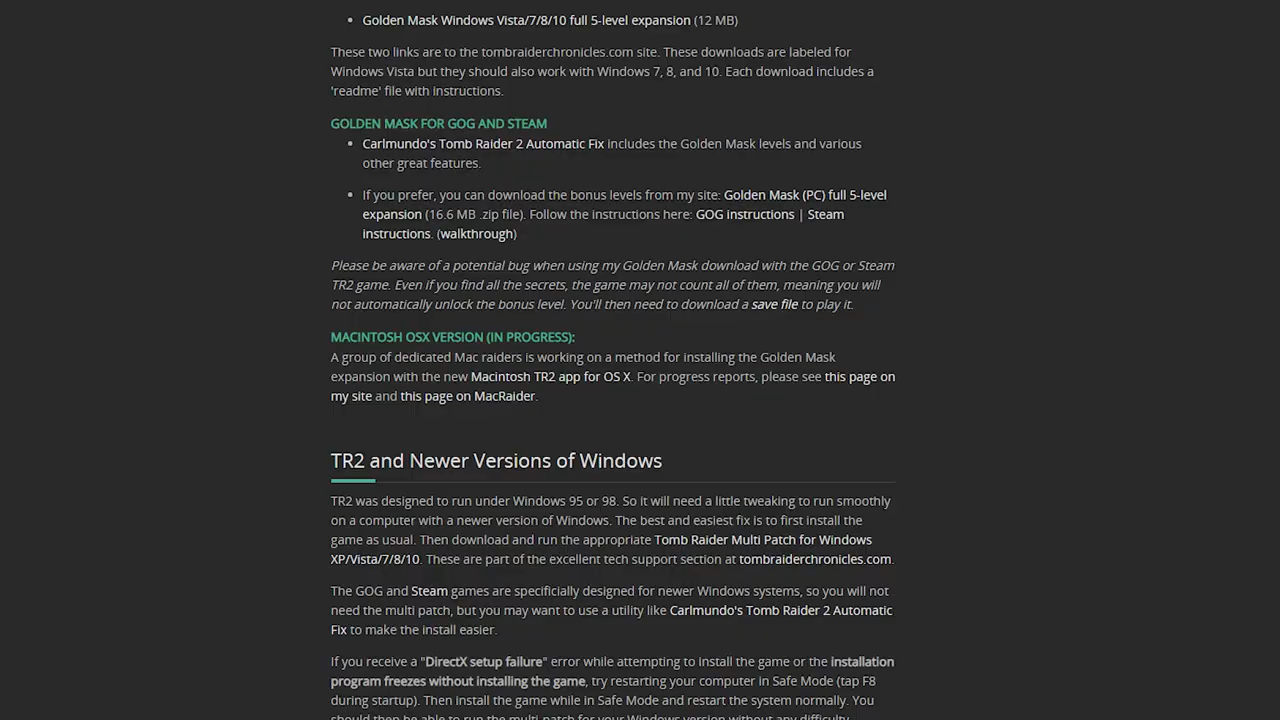 Golden Mask Windows Vista/7/8/10 full 5-level expansion (12 MB)
These two links are to the tombraiderchronicles.com site. These downloads are labeled for
Windows Vista but they should also work with Windows 7, 8, and 10. Each download includes a
'readme' file with instructions.
GOLDEN MASK FOR GOG AND STEAM
Carlmundo's Tomb Raider 2 Automatic Fix includes the Golden Mask levels and various
other great features.
If you prefer, you can download the bonus levels from my site: Golden Mask (PC) full 5-level
expansion (16.6 MB .zip file). Follow the instructions here: GOG instructions | Steam
instructions. (walkthrough)
Please be aware of a potential bug when using my Golden Mask download with the GOG or Steam
TR2 game. Even if you find all the secrets, the game may not count all of them, meaning you will
not automatically unlock the bonus level. You'll then need to download a save file to play it.
MACINTOSH OSX VERSION (IN PROGRESS):
A group of dedicated Mac raiders is working on a method for installing the Golden Mask
expansion with the new Macintosh TR2 app for OS X. For progress reports, please see this page on
my site and this page on MacRaider.
TR2 and Newer Versions of Windows
TR2 was designed to run under Windows 95 or 98. So it will need a little tweaking to run smoothly
on a computer with a newer version of Windows. The best and easiest fix is to first install the
game as usual. Then download and run the appropriate Tomb Raider Multi Patch for Windows
XP/Vista/7/8/10. These are part of the excellent tech support section at tombraiderchronicles.com.
The GOG and Steam games are specificially designed for newer Windows systems, so you will not
need the multi patch, but you may want to use a utility like Carlmundo's Tomb Raider 2 Automatic
Fix to make the install easier.
If you receive a "DirectX setup failure" error while attempting to install the game or the installation
program freezes without installing the game, try restarting your computer in Safe Mode (tap F8
during startup). Then install the game while in Safe Mode and restart the system normally. You
should then be able to run the multi-patch for your Windows version without any difficulty.